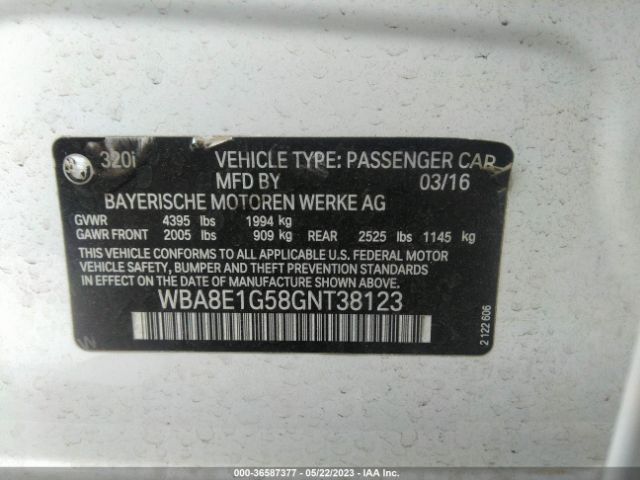 320i VEHICLE TYPE: PASSENGER CAR
MFD BY 03/16
BAYERISCHE MOTOREN WERKE AG
GVWR 4395 lbs 1994 kg
GAWR FRONT 2005 lbs 909 kg REAR 2525 lbs 1145 kg
THIS VEHICLE CONFORMS TO ALL APPLICABLE U.S. FEDERAL MOTOR
VEHICLE SAFETY, BUMPER AND THEFT PREVENTION STANDARDS
IN EFFECT ON THE DATE OF MANUFACTURE SHOWN ABOVE.
WBA8E1G58GNT38123
2 122 606
000-36587377 - 05/22/2023 - IAA Inc.